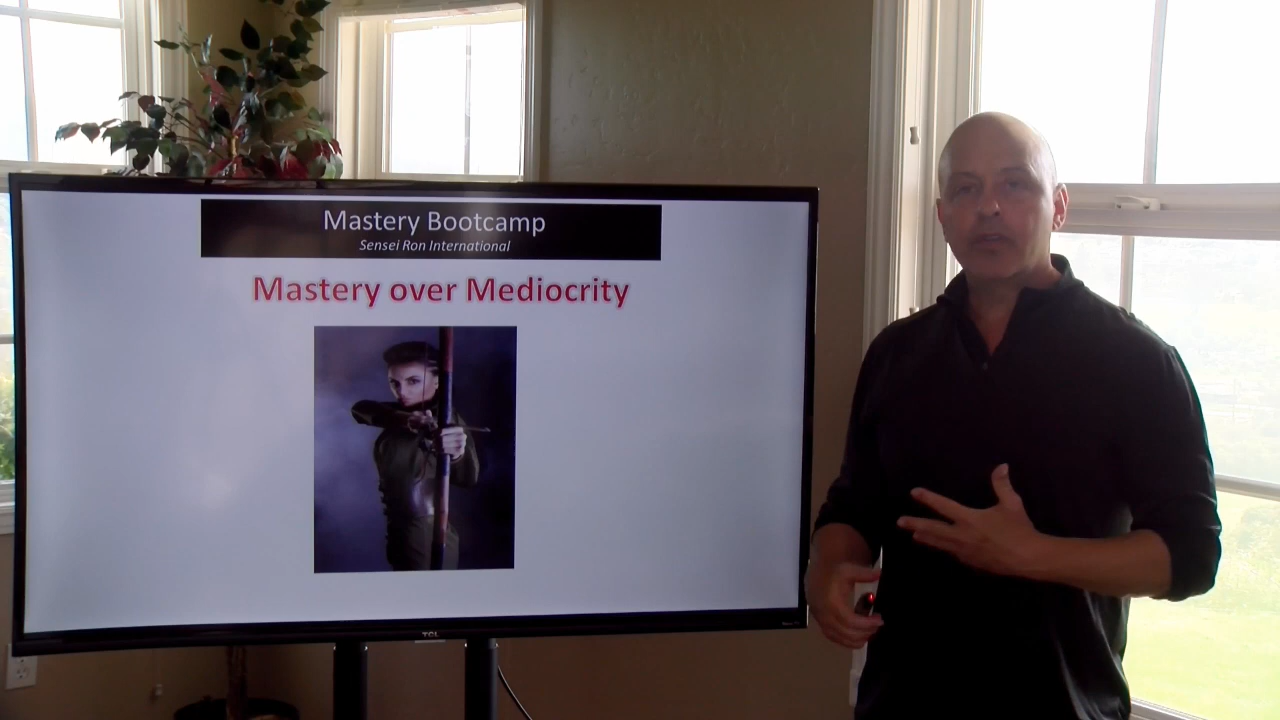 Mastery Bootcamp
Sensei Ron International
Mastery over Mediocrity
TCL